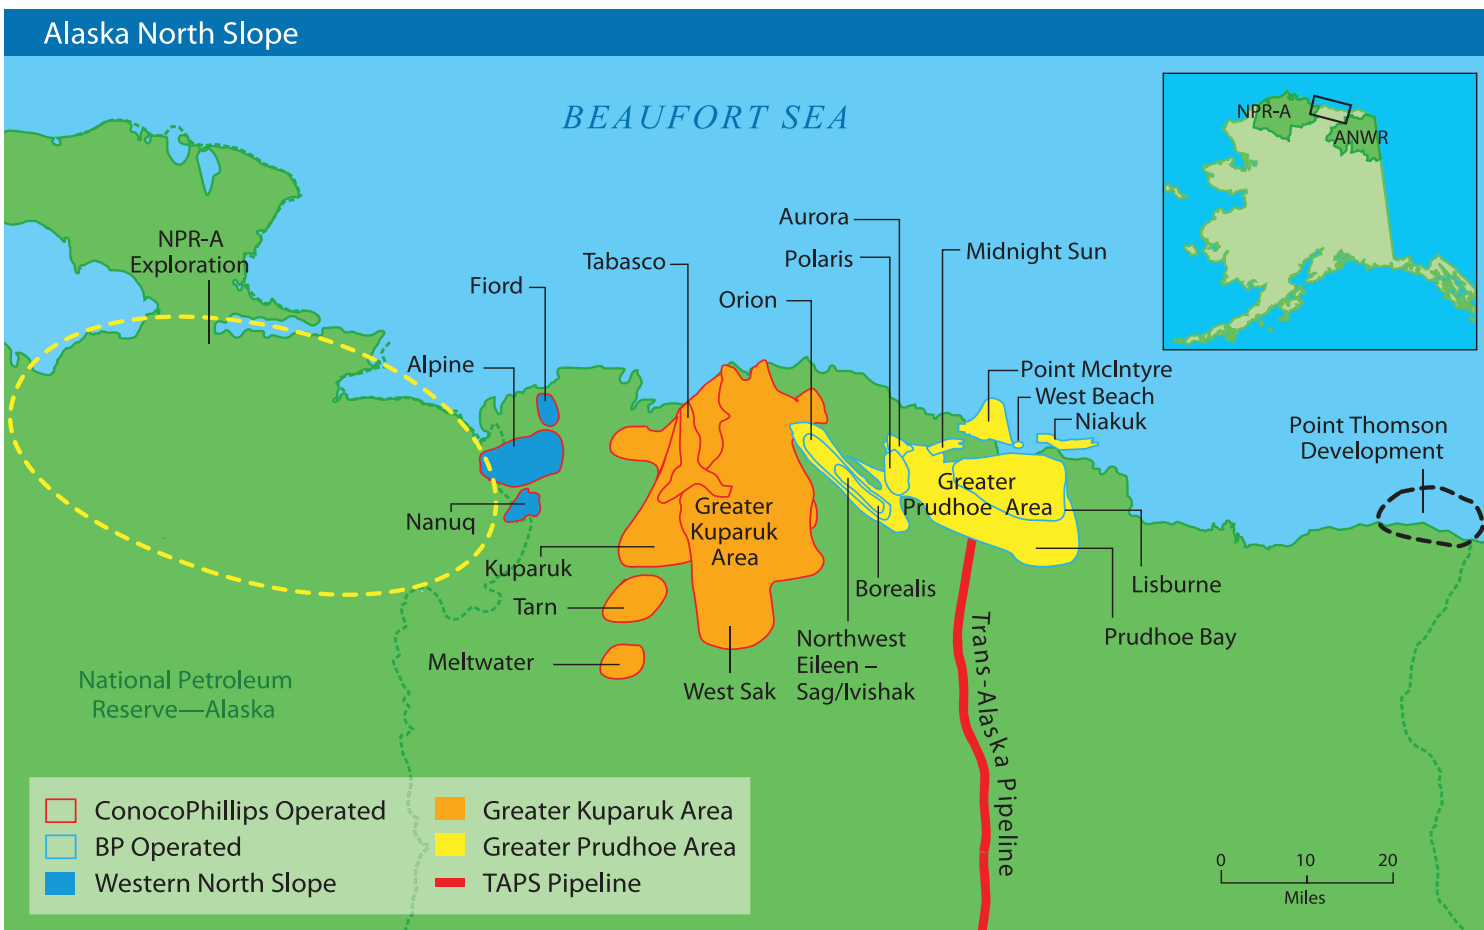 Alaska North Slope
BEAUFORT SEA
NPR-A
ANWR
NPR-A
Exploration
Fiord
Alpine
Tabasco
Orion
Aurora
Polaris
Midnight Sun
Point McIntyre
West Beach
Niakuk
Point Thomson
Development
Nanuq
Kuparuk
Tarn
Meltwater
Greater
Kuparuk
Area
West Sak
Greater
Prudhoe Area
Borealis
Northwest
Eileen –
Sag/Ivishak
Lisburne
Prudhoe Bay
Trans-Alaska Pipeline
National Petroleum
Reserve—Alaska
ConocoPhillips Operated
BP Operated
Western North Slope
Greater Kuparuk Area
Greater Prudhoe Area
TAPS Pipeline
0 10 20
Miles